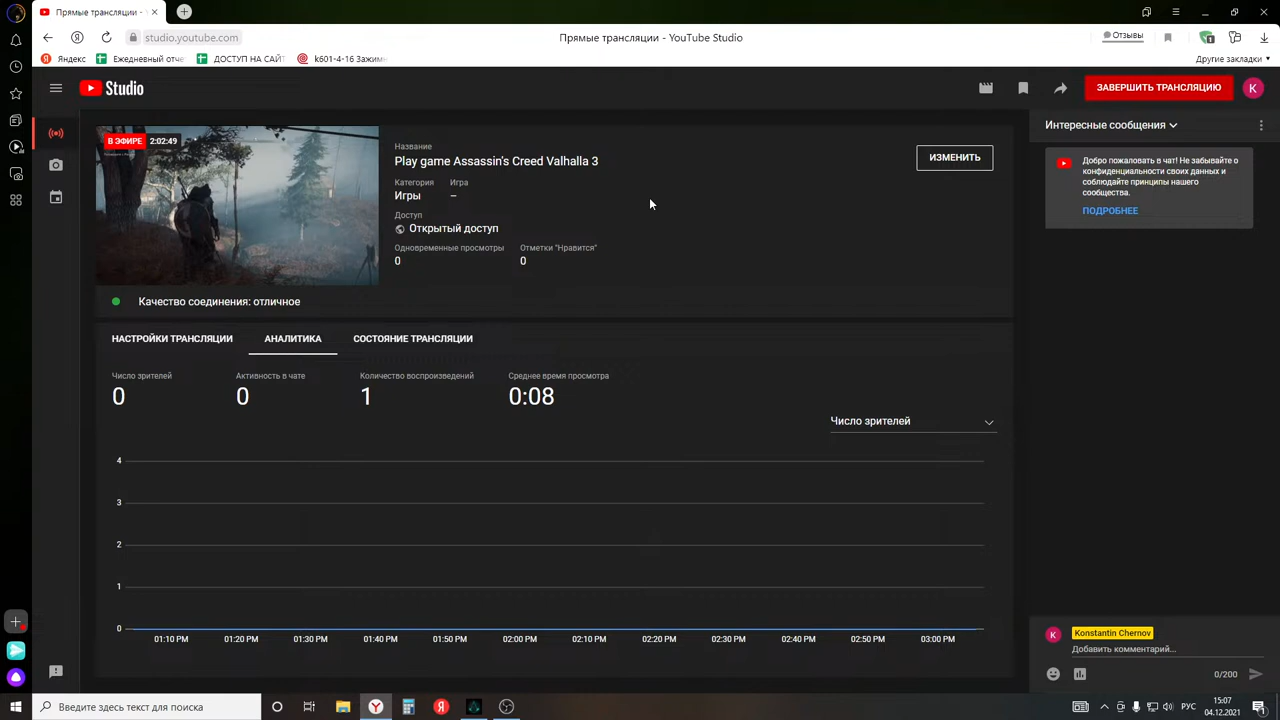 Прямые трансляции -
studio.youtube.com
Прямые трансляции - YouTube Studio
Отзывы
1
Яндекс
Ежедневный отче
ДОСТУП НА САЙТ
k601-4-16 Зажим
Другие закладки
Studio
ЗАВЕРШИТЬ ТРАНСЛЯЦИЮ
K
В ЭФИРЕ 2:02:49
Название
Play game Assassin's Creed Valhalla 3
ИЗМЕНИТЬ
Категория Игра
Игры –
Доступ
Открытый доступ
Одновременные просмотры Отметки "Нравится"
0 0
Качество соединения: отличное
Интересные сообщения
Добро пожаловать в чат! Не забывайте о
конфиденциальности своих данных и
соблюдайте принципы нашего
сообщества.
ПОДРОБНЕЕ
НАСТРОЙКИ ТРАНСЛЯЦИИ АНАЛИТИКА СОСТОЯНИЕ ТРАНСЛЯЦИИ
Число зрителей Активность в чате Количество воспроизведений Среднее время просмотра
0 0 1 0:08
Число зрителей
4
3
2
1
0
01:10 PM 01:20 PM 01:30 PM 01:40 PM 01:50 PM 02:00 PM 02:10 PM 02:20 PM 02:30 PM 02:40 PM 02:50 PM 03:00 PM
K
Konstantin Chernov
Добавить комментарий...
0/200
Введите здесь текст для поиска
РУС
15:07
04.12.2021
1